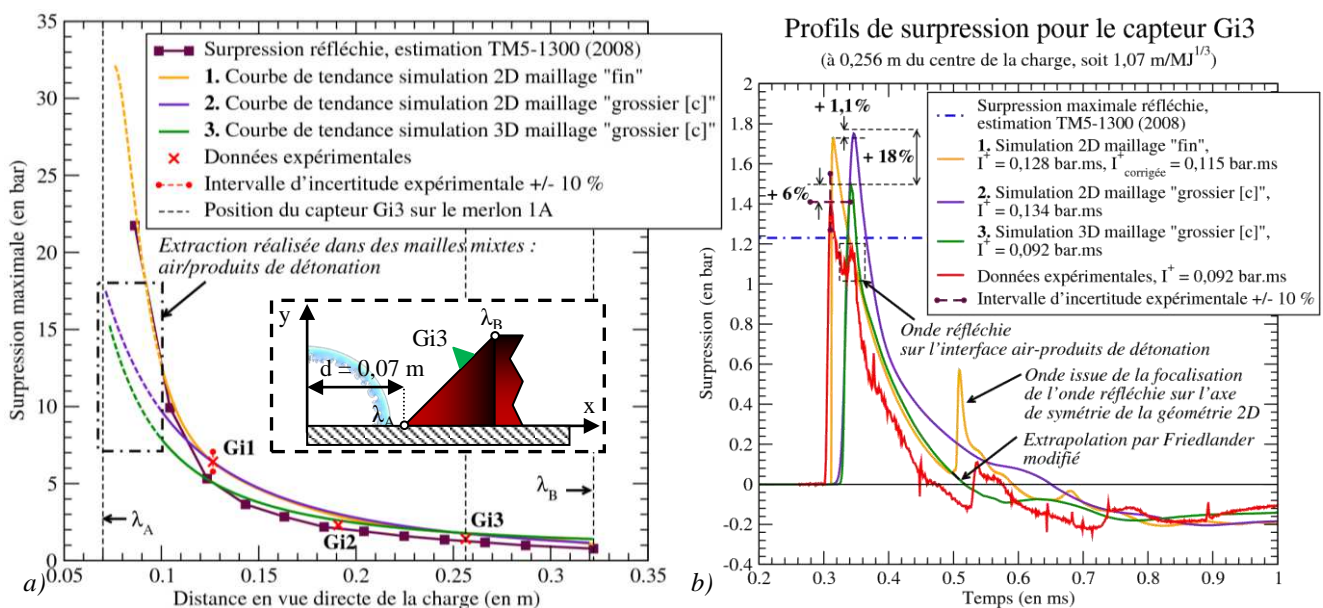 35
30
25
20
15
10
5
0
Surpression maximale (en bar)
Surpression réfléchie, estimation TM5-1300 (2008)
1. Courbe de tendance simulation 2D maillage "fin"
2. Courbe de tendance simulation 2D maillage "grossier [c]"
3. Courbe de tendance simulation 3D maillage "grossier [c]"
Données expérimentales
Intervalle d'incertitude expérimentale +/- 10 %
Position du capteur Gi3 sur le merlon 1A
Extraction réalisée dans des mailles mixtes :
air/produits de détonation
y
λB
Gi3
d = 0,07 m
λA
x
Gi1
Gi2
Gi3
λA
λB
a)
0.05 0.1 0.15 0.2 0.25 0.3 0.35
Distance en vue directe de la charge (en m)
Profils de surpression pour le capteur Gi3
(à 0,256 m du centre de la charge, soit 1,07 m/MJ^1/3)
2
1.8
1.6
1.4
1.2
1
0.8
0.6
0.4
0.2
0
-0.2
-0.4
Surpression (en bar)
+ 1,1%
+ 18%
+ 6%
Surpression maximale réfléchie,
estimation TM5-1300 (2008)
1. Simulation 2D maillage "fin",
I+ = 0,128 bar.ms, I+ corrigée = 0,115 bar.ms
2. Simulation 2D maillage "grossier [c]",
I+ = 0,134 bar.ms
3. Simulation 3D maillage "grossier [c]",
I+ = 0,092 bar.ms
Données expérimentales, I+ = 0,092 bar.ms
Intervalle d'incertitude expérimentale +/- 10 %
Onde réfléchie
sur l'interface air-produits de détonation
Onde issue de la focalisation
de l'onde réfléchie sur l'axe
de symétrie de la géométrie 2D
Extrapolation par Friedlander
modifié
b)
0.2 0.3 0.4 0.5 0.6 0.7 0.8 0.9 1
Temps (en ms)